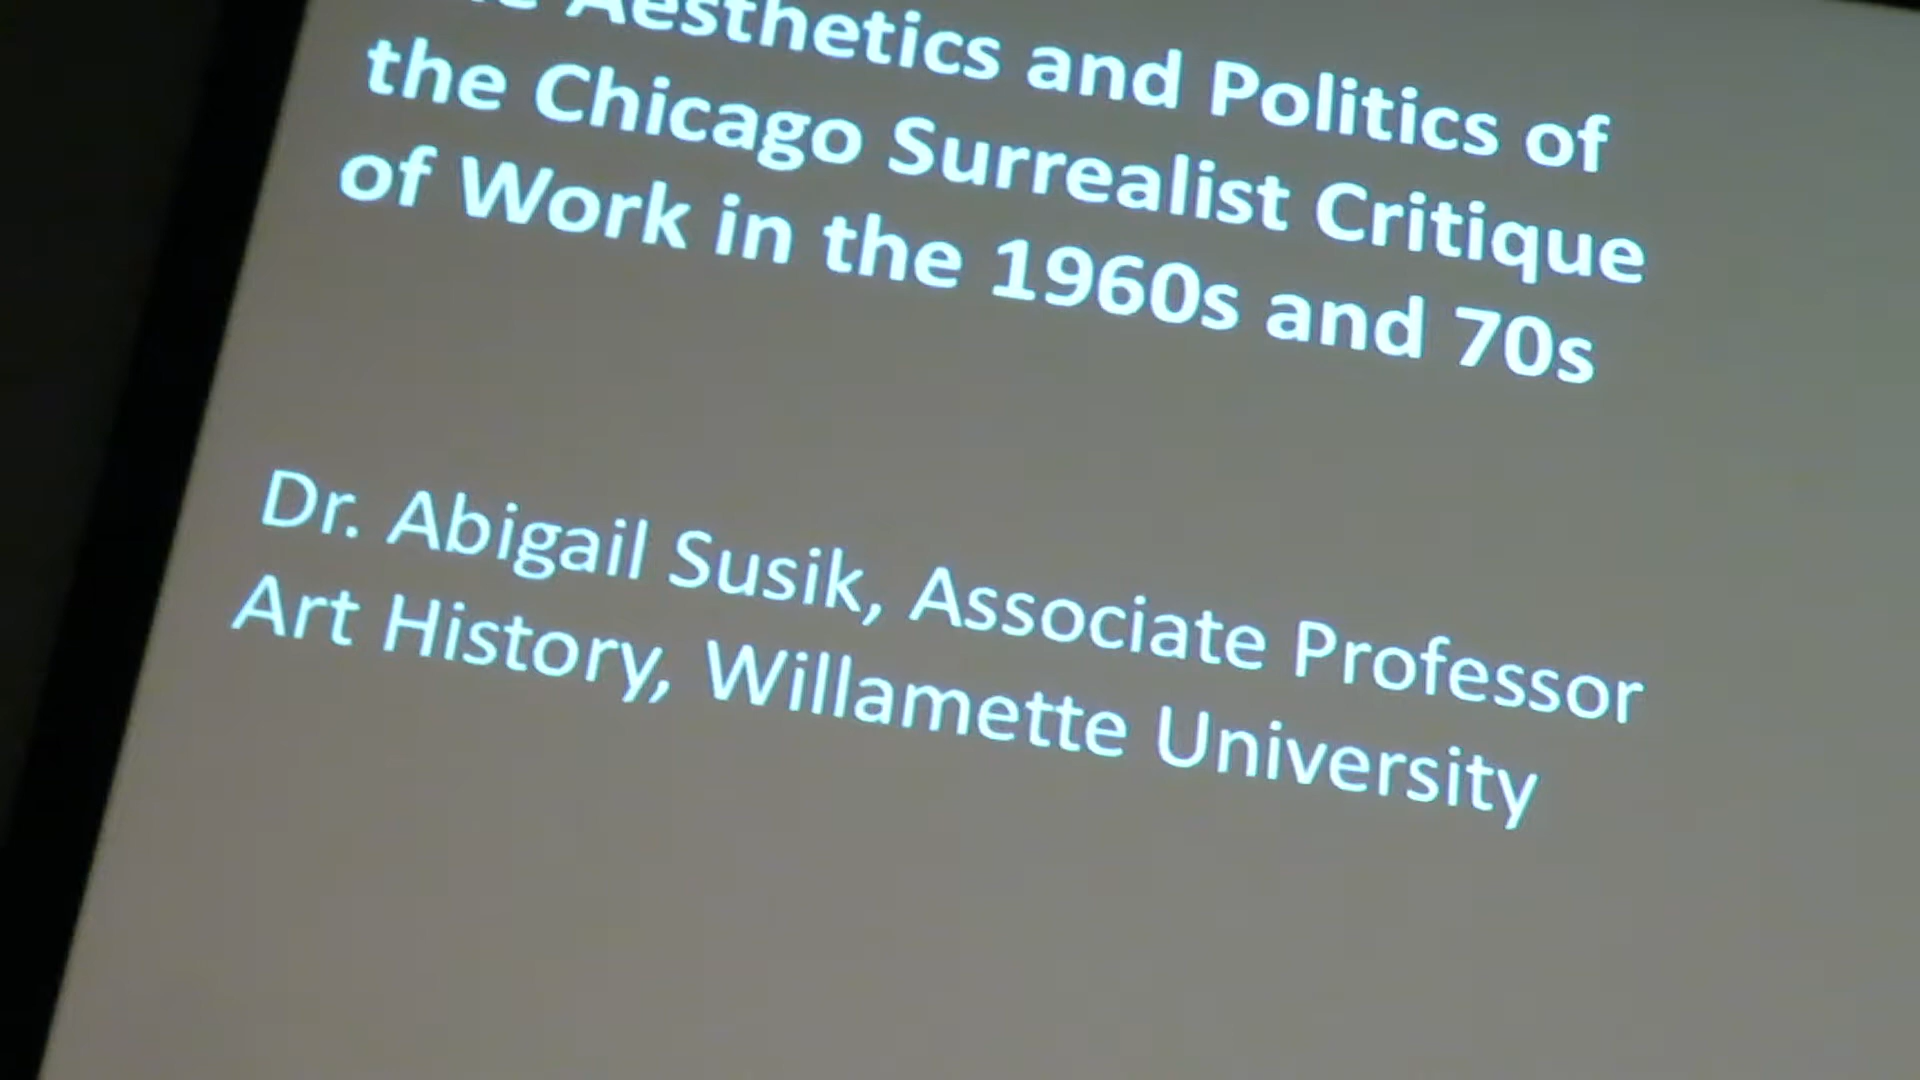 Aesthetics and Politics of
the Chicago Surrealist Critique
of Work in the 1960s and 70s
Dr. Abigail Susik, Associate Professor
Art History, Willamette University